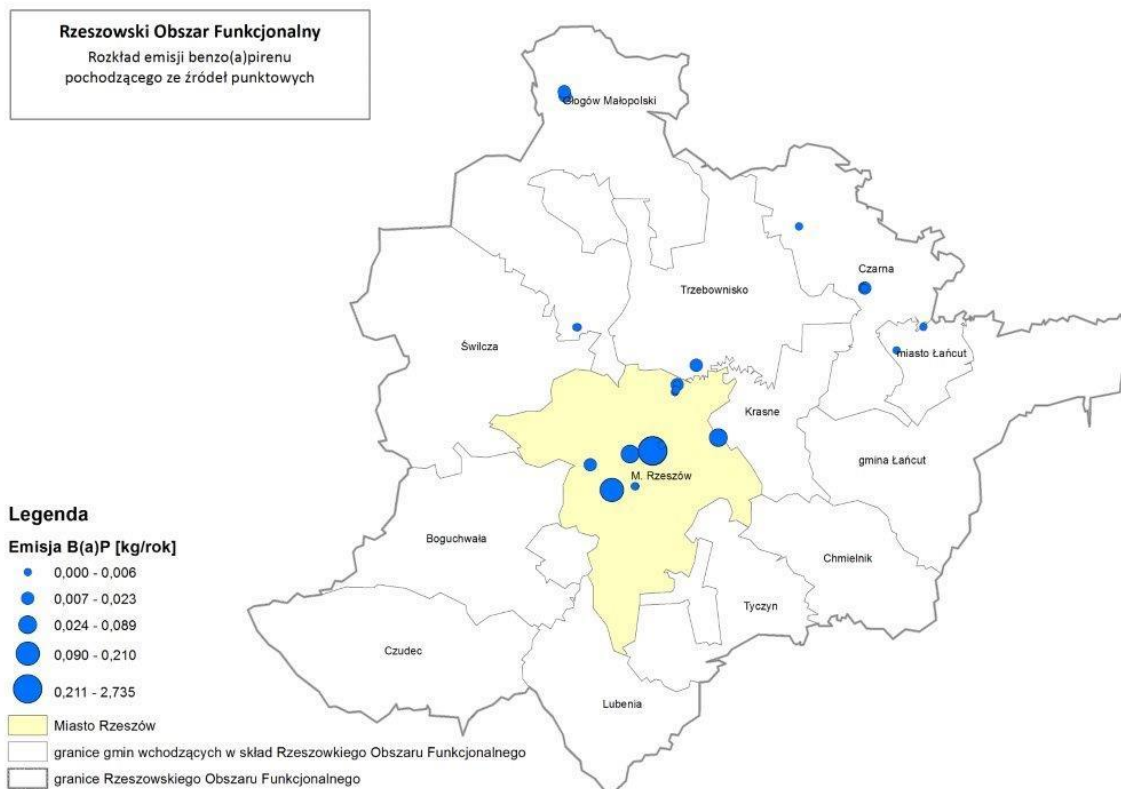 Rzeszowski Obszar Funkcjonalny
Rozkład emisji benzo(a)pirenu
pochodzącego ze źródeł punktowych
Głogów Małopolski
Czarna
Trzebownisko
Świlcza
miasto Łańcut
Krasne
gmina Łańcut
M. Rzeszów
Boguchwała
Chmielnik
Tyczyn
Czudec
Lubenia
Legenda
Emisja B(a)P [kg/rok]
0,000 - 0,006
0,007 - 0,023
0,024 - 0,089
0,090 - 0,210
0,211 - 2,735
Miasto Rzeszów
granice gmin wchodzących w skład Rzeszowkiego Obszaru Funkcjonalnego
granice Rzeszowskiego Obszaru Funkcjonalnego